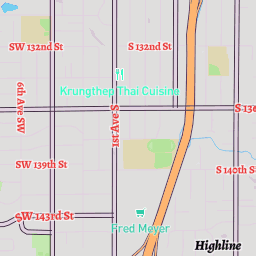 SW 132nd St
S 132nd St
Krungthep Thai Cuisine
6th Ave SW
1st Ave S
S 136
SW 139th St
S 140th St
SW 143rd St
Fred Meyer
Highline